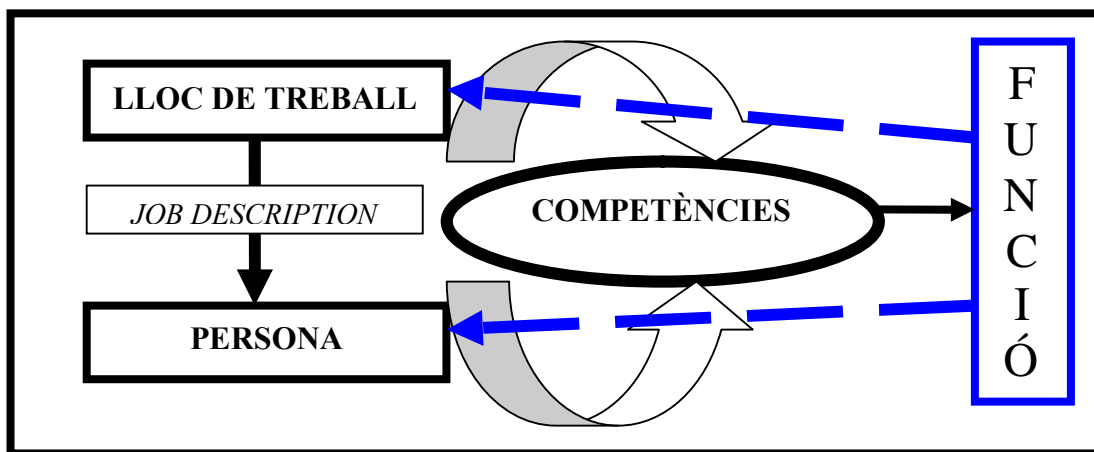 LLOC DE TREBALL
JOB DESCRIPTION
PERSONA
COMPETÈNCIES
F
U
N
C
I
Ó